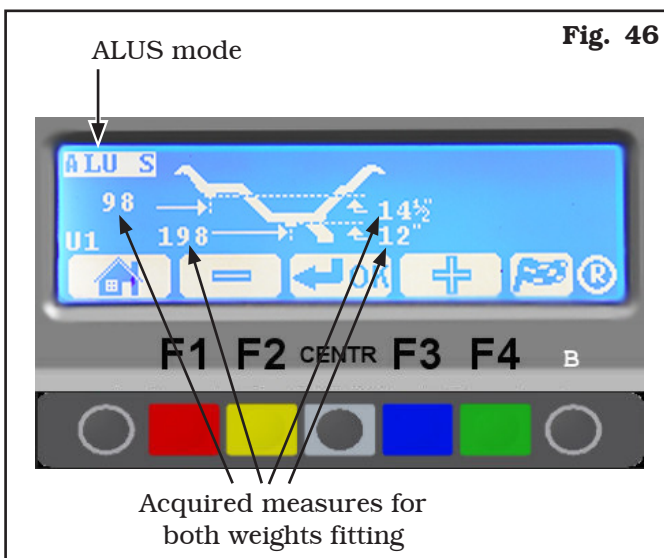 Fig. 46
ALUS mode
ALU S
98
14½"
U1 198 12"
OK
®
F1 F2 CENTR F3 F4 B
Acquired measures for
both weights fitting